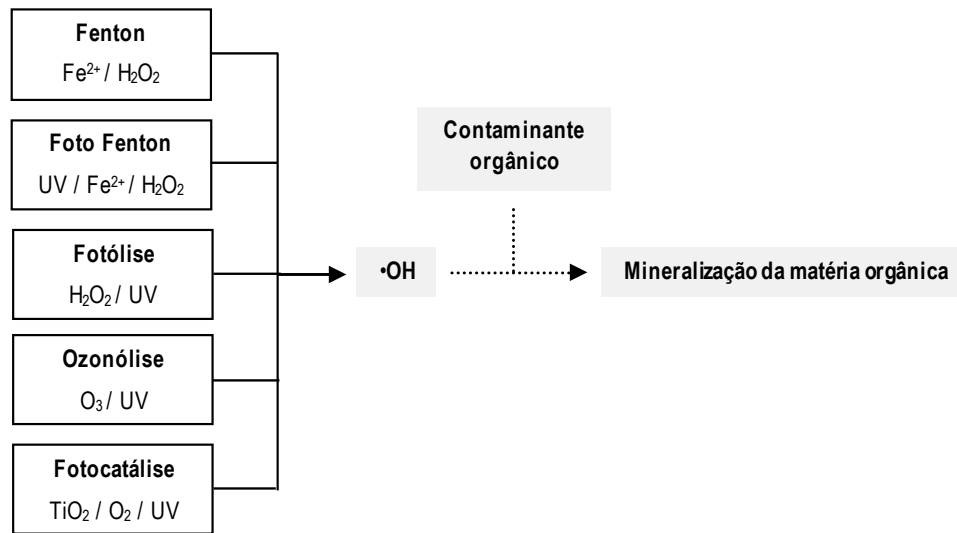 Fenton
Fe²⁺ / H₂O₂
Foto Fenton
UV / Fe²⁺ / H₂O₂
Fotólise
H₂O₂ / UV
Ozonólise
O₃ / UV
Fotocatálise
TiO₂ / O₂ / UV
•OH
Contaminante
orgânico
Mineralização da matéria orgânica